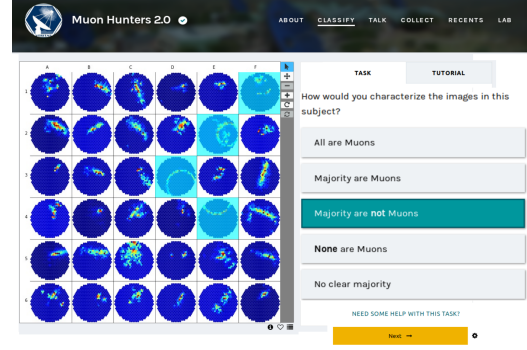 Muon Hunters 2.0
ABOUT CLASSIFY TALK COLLECT RECENTS LAB
A B C D E F
1
2
3
4
5
6
TASK TUTORIAL
How would you characterize the images in this
subject?
All are Muons
Majority are Muons
Majority are not Muons
None are Muons
No clear majority
NEED SOME HELP WITH THIS TASK?
Next →